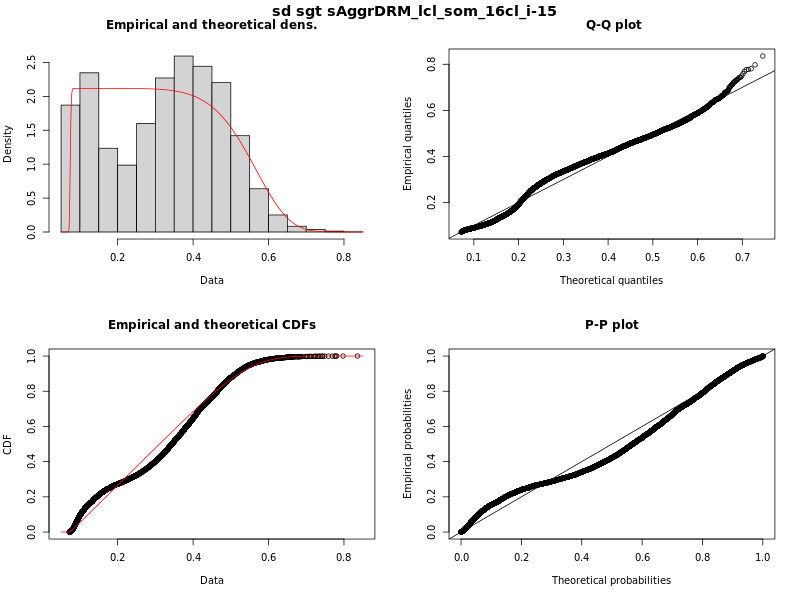 sd sgt sAggrDRM_lcl_som_16cl_i-15
Empirical and theoretical dens.
Density
0.0 0.5 1.0 1.5 2.0 2.5
0.2 0.4 0.6 0.8
Data
Q-Q plot
Empirical quantiles
0.2 0.4 0.6 0.8
0.1 0.2 0.3 0.4 0.5 0.6 0.7
Theoretical quantiles
Empirical and theoretical CDFs
CDF
0.0 0.2 0.4 0.6 0.8 1.0
0.2 0.4 0.6 0.8
Data
P-P plot
Empirical probabilities
0.0 0.2 0.4 0.6 0.8 1.0
0.0 0.2 0.4 0.6 0.8 1.0
Theoretical probabilities